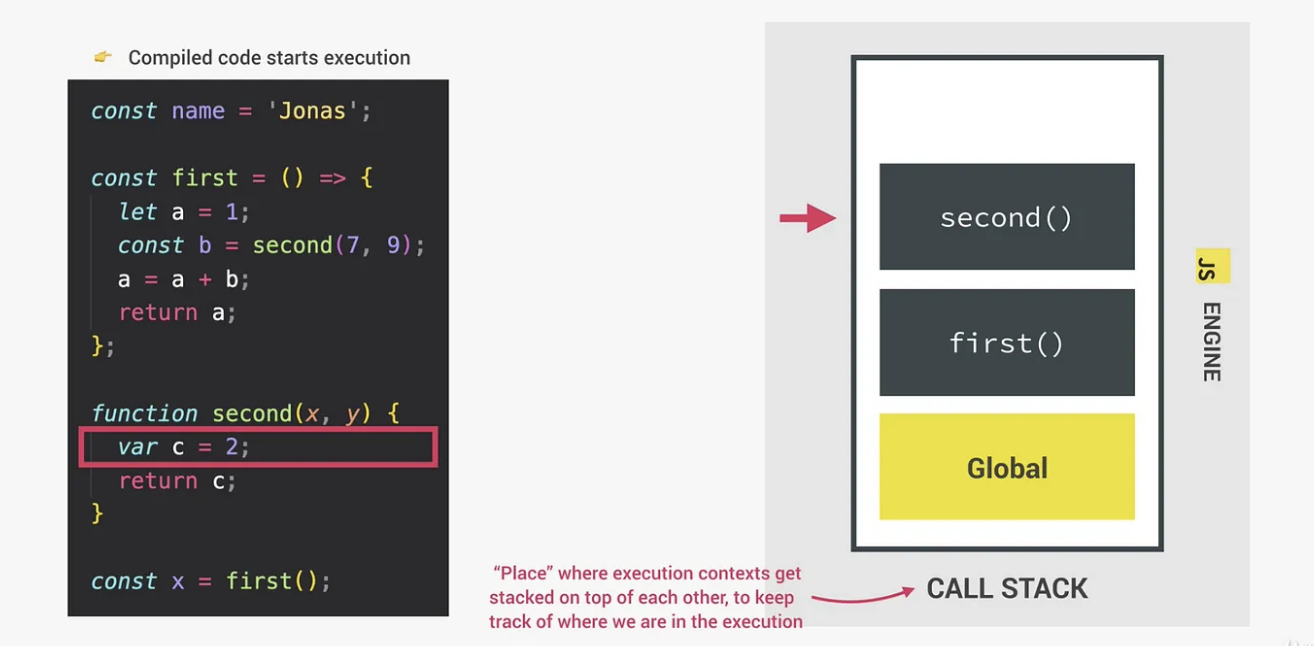 Compiled code starts execution
const name = 'Jonas';
const first = () => {
let a = 1;
const b = second(7, 9);
a = a + b;
return a;
};
function second(x, y) {
var c = 2;
return c;
}
const x = first();
second()
first()
Global
JS ENGINE
“Place” where execution contexts get
stacked on top of each other, to keep
track of where we are in the execution
CALL STACK